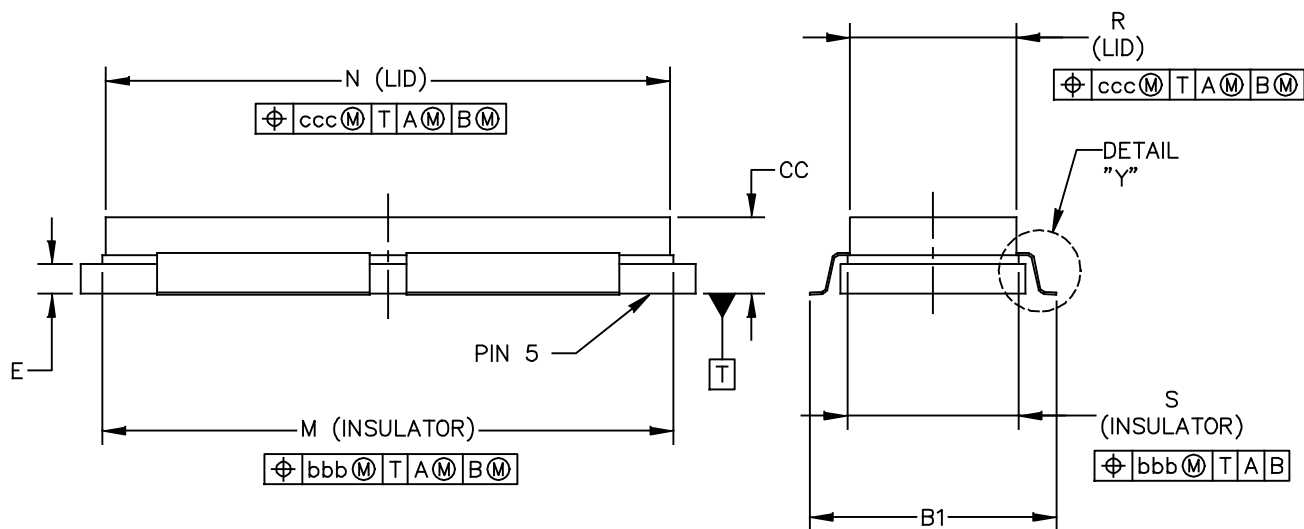 R
(LID)
⌖ ccc Ⓜ T A Ⓜ B Ⓜ
N (LID)
⌖ ccc Ⓜ T A Ⓜ B Ⓜ
DETAIL
"Y"
CC
E
PIN 5
T
M (INSULATOR)
⌖ bbb Ⓜ T A Ⓜ B Ⓜ
S
(INSULATOR)
⌖ bbb Ⓜ T A B
B1